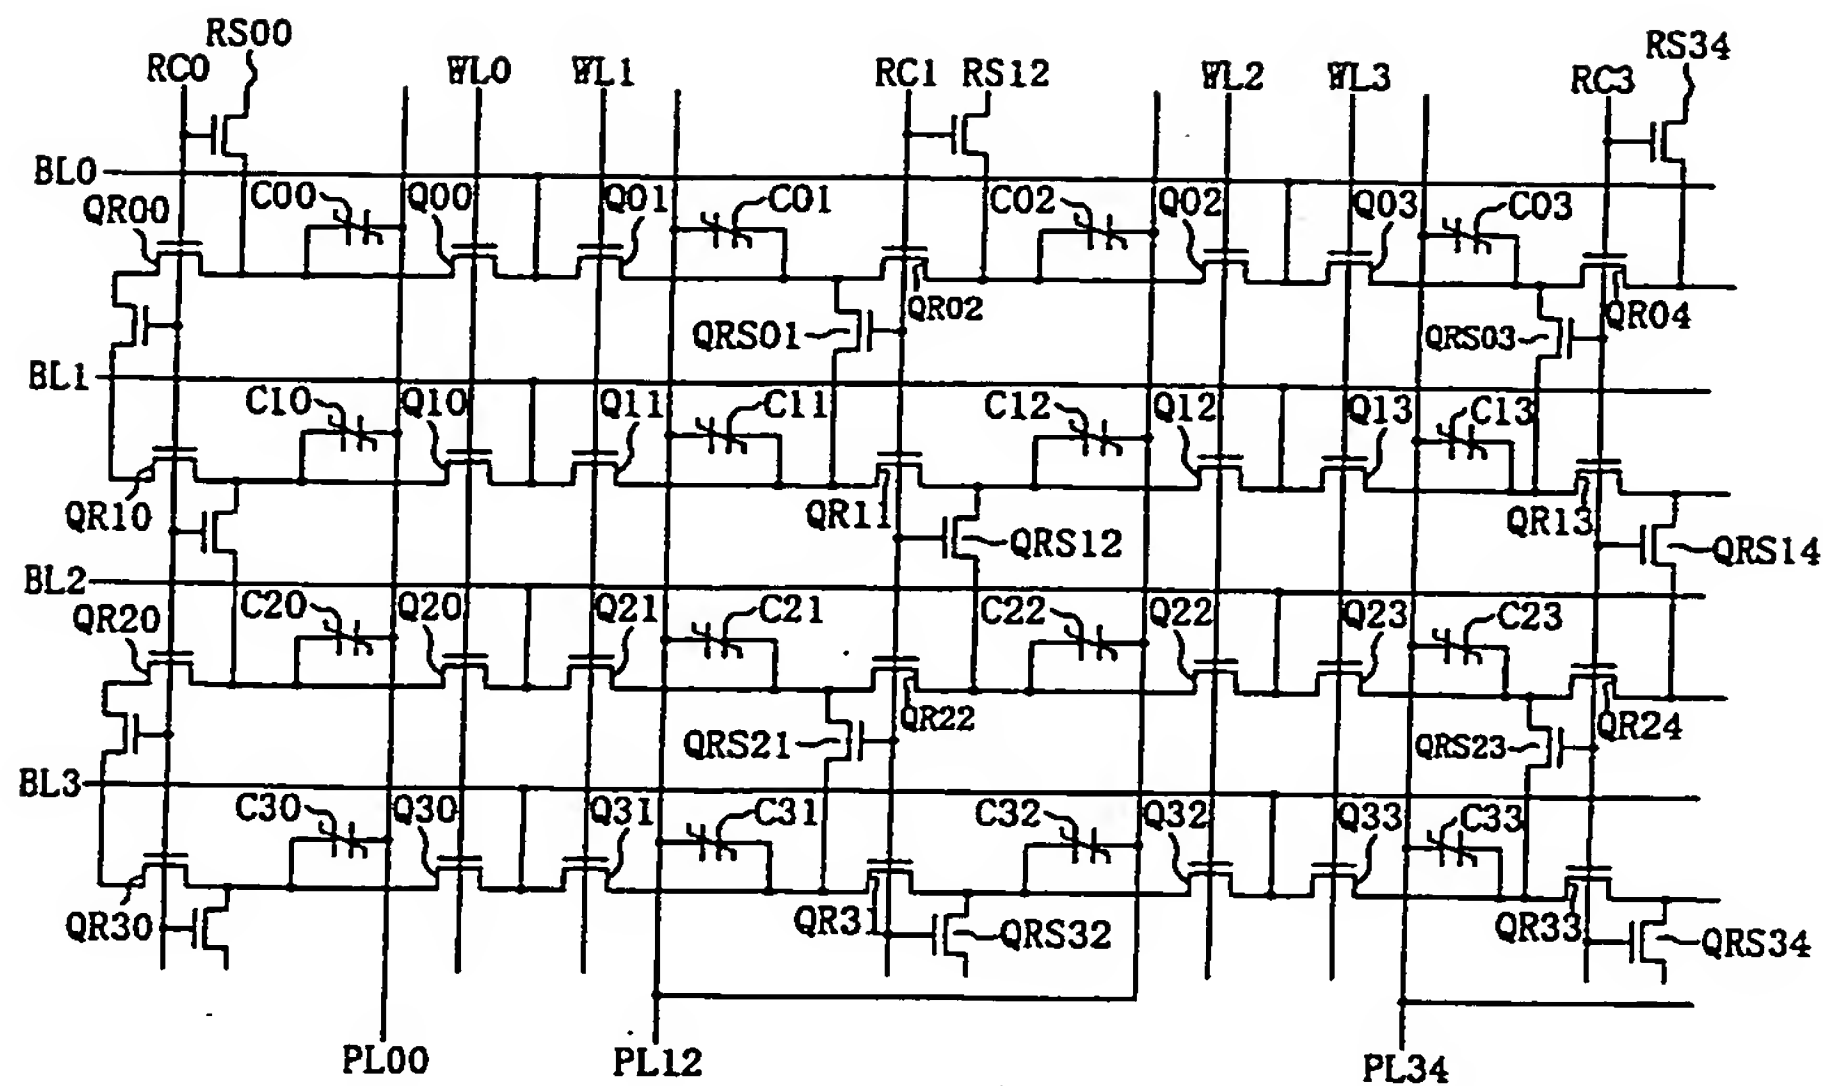 RS00
RC0 WL0 WL1 RC1 RS12 WL2 WL3 RC3 RS34
BL0
QR00 C00 Q00 Q01 C01 C02 Q02 Q03 C03
QR02 QR04
QRS01 QRS03
BL1
C10 Q10 Q11 C11 C12 Q12 Q13 C13
QR10 QR11 QR13
QRS12 QRS14
BL2
QR20 C20 Q20 Q21 C21 C22 Q22 Q23 C23
QR22 QR24
QRS21 QRS23
BL3
C30 Q30 Q31 C31 C32 Q32 Q33 C33
QR30 QR31 QRS32 QR33 QRS34
PL00 PL12 PL34